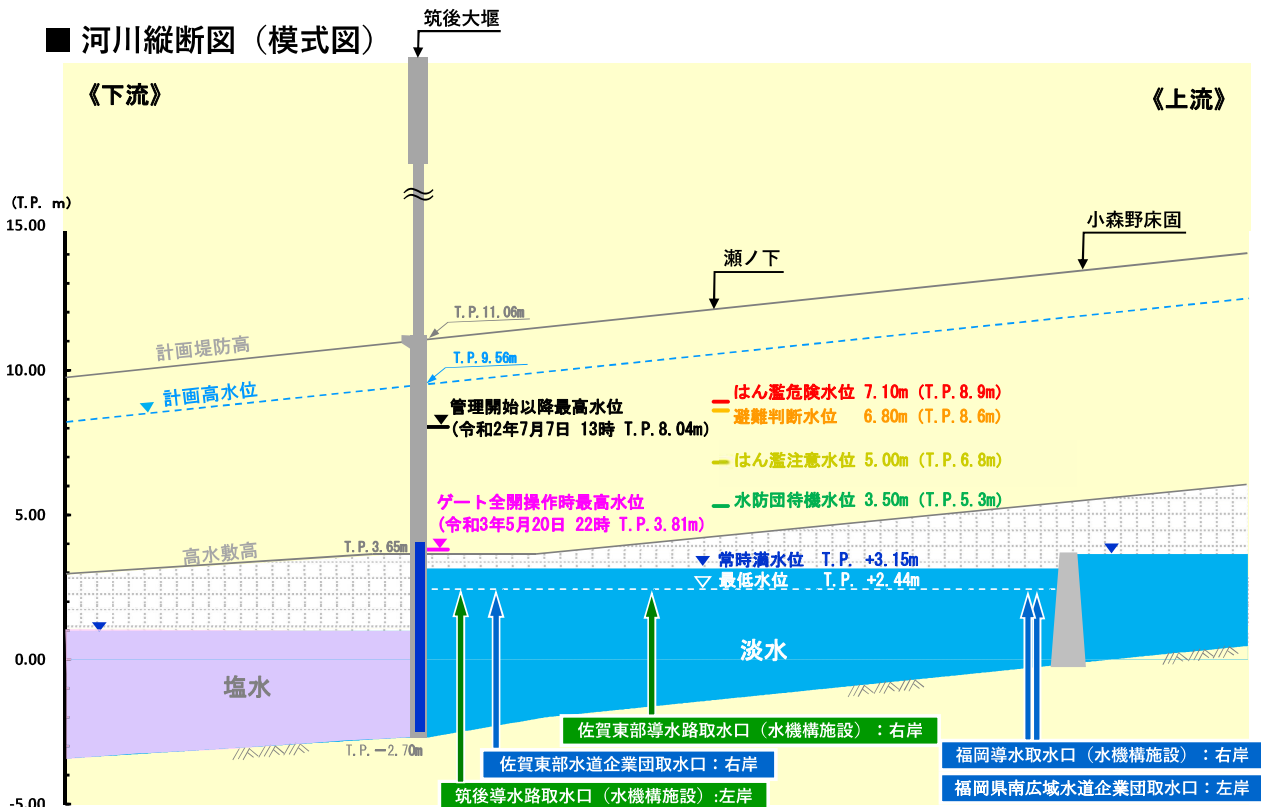 筑後大堰
■ 河川縦断図（模式図）
《下流》
《上流》
(T.P. m)
15.00
小森野床固
瀬ノ下
T.P.11.06m
計画堤防高
10.00
T.P.9.56m
計画高水位
はん濫危険水位 7.10m (T.P.8.9m)
管理開始以降最高水位
避難判断水位 6.80m (T.P.8.6m)
(令和2年7月7日 13時 T.P.8.04m)
はん濫注意水位 5.00m (T.P.6.8m)
ゲート全開操作時最高水位
水防団待機水位 3.50m (T.P.5.3m)
5.00
(令和3年5月20日 22時 T.P.3.81m)
高水敷高
T.P.3.65m
常時満水位 T.P. +3.15m
最低水位 T.P. +2.44m
0.00
淡水
塩水
佐賀東部導水路取水口（水機構施設）：右岸
T.P.－2.70m
佐賀東部水道企業団取水口：右岸
福岡導水取水口（水機構施設）：右岸
筑後導水路取水口（水機構施設）:左岸
福岡県南広域水道企業団取水口：左岸
-5.00